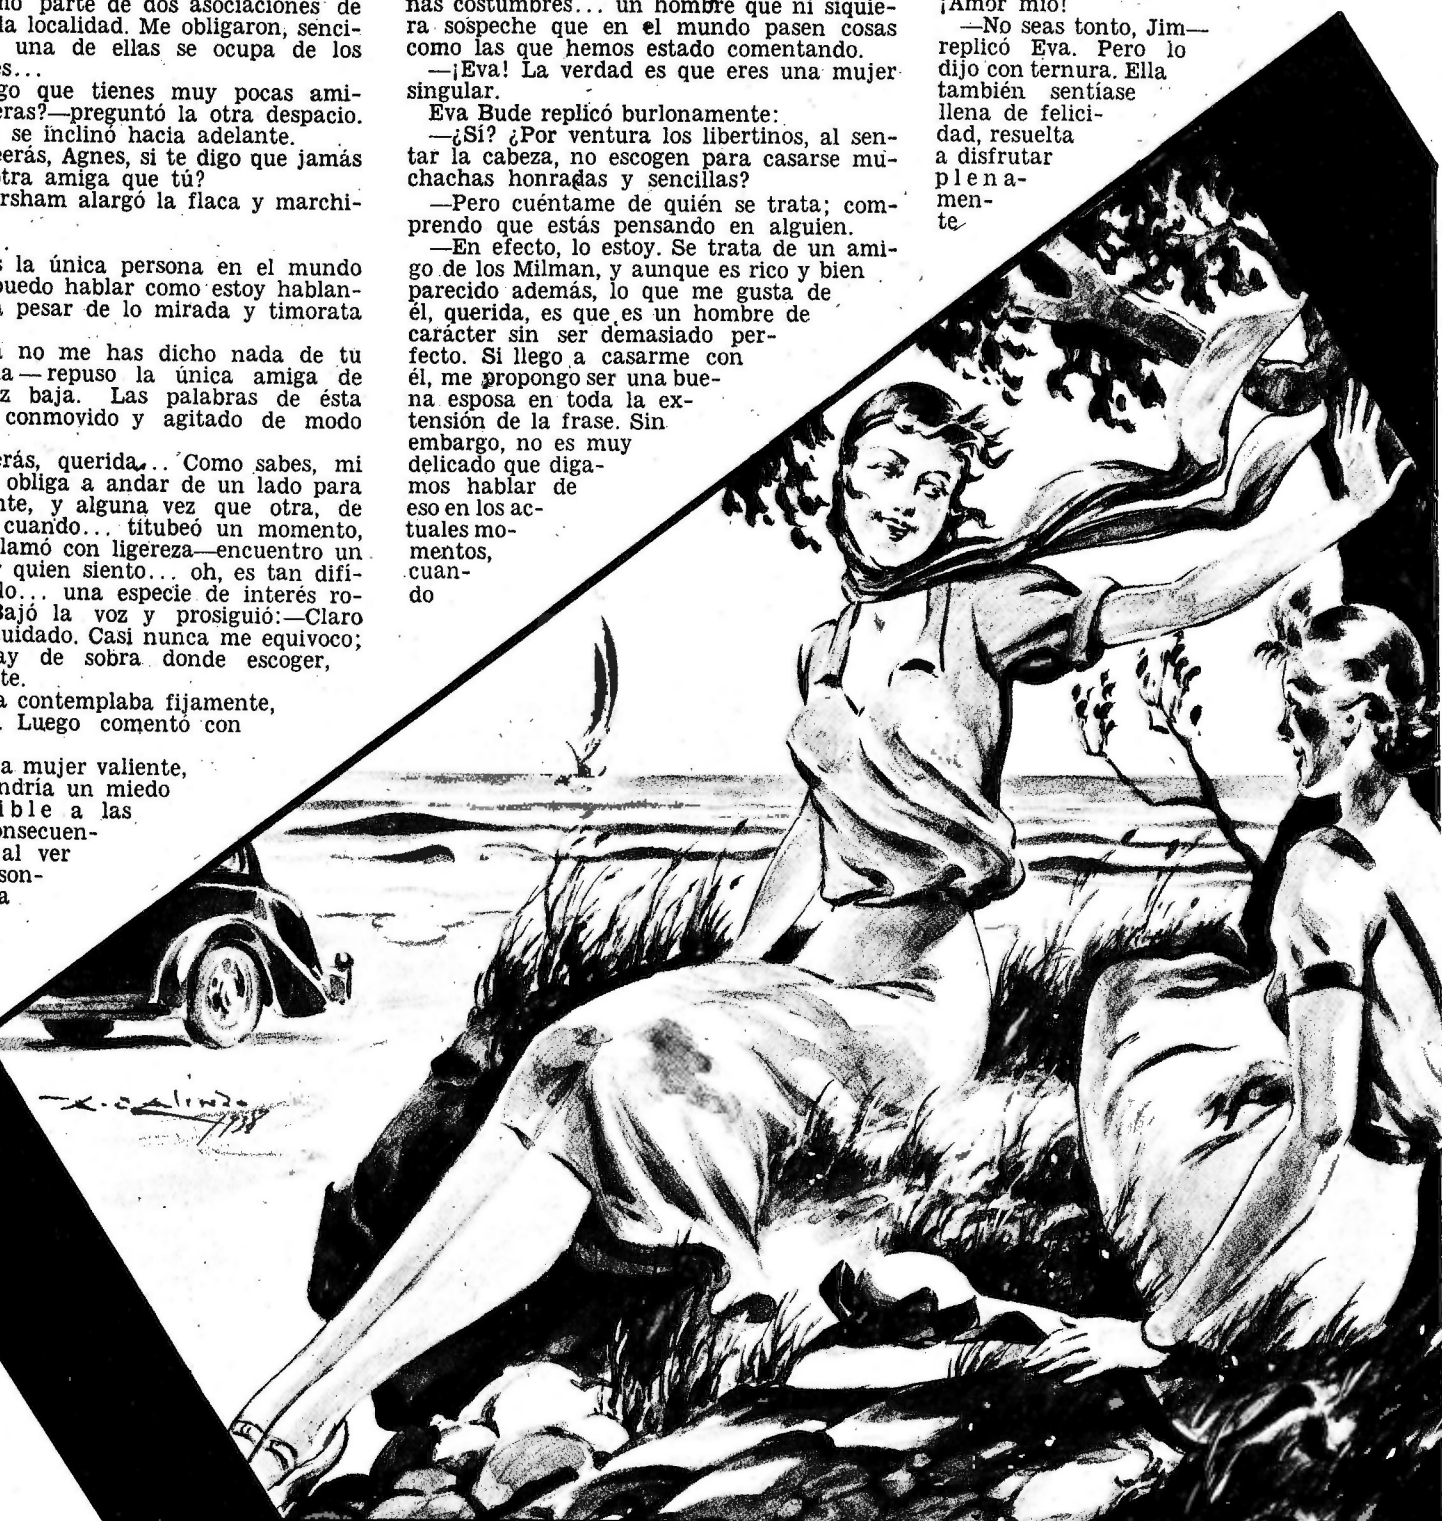 no parte de dos asociaciones de
la localidad. Me obligaron, senci-
una de ellas se ocupa de los
s...
go que tienes muy pocas ami-
eras?—preguntó la otra despacio.
se inclinó hacia adelante.
eerás, Agnes, si te digo que jamás
tra amiga que tú?
rsham alargó la flaca y marchi-
.
s la única persona en el mundo
puedo hablar como estoy hablan-
a pesar de lo mirada y timorata
a no me has dicho nada de tu
a—repuso la única amiga de
z baja. Las palabras de ésta
conmovido y agitado de modo
erás, querida... Como sabes, mi
obliga a andar de un lado para
nte, y alguna vez que otra, de
cuando... titubeó un momento,
lamó con ligereza—encuentro un
r quien siento... oh, es tan difí-
lo... una especie de interés ro-
Bajó la voz y prosiguió:—Claro
uidado. Casi nunca me equivoco;
ay de sobra donde escoger,
te.
a contemplaba fijamente,
. Luego comentó con
a mujer valiente,
ndría un miedo
ible a las
onsecuen-
al ver
son-
a
nas costumbres... un hombre que ni siquie-
ra sospeche que en el mundo pasen cosas
como las que hemos estado comentando.
—¡Eva! La verdad es que eres una mujer
singular.
Eva Bude replicó burlonamente:
—¿Sí? ¿Por ventura los libertinos, al sen-
tar la cabeza, no escogen para casarse mu-
chachas honradas y sencillas?
—Pero cuéntame de quién se trata; com-
prendo que estás pensando en alguien.
—En efecto, lo estoy. Se trata de un ami-
go de los Milman, y aunque es rico y bien
parecido además, lo que me gusta de
él, querida, es que es un hombre de
carácter sin ser demasiado per-
fecto. Si llego a casarme con
él, me propongo ser una bue-
na esposa en toda la ex-
tensión de la frase. Sin
embargo, no es muy
delicado que diga-
mos hablar de
eso en los ac-
tuales mo-
mentos,
cuan-
do
¡Amor mío!
—No seas tonto, Jim—
replicó Eva. Pero lo
dijo con ternura. Ella
también sentíase
llena de felici-
dad, resuelta
a disfrutar
plena-
men-
te
Galindo
1938